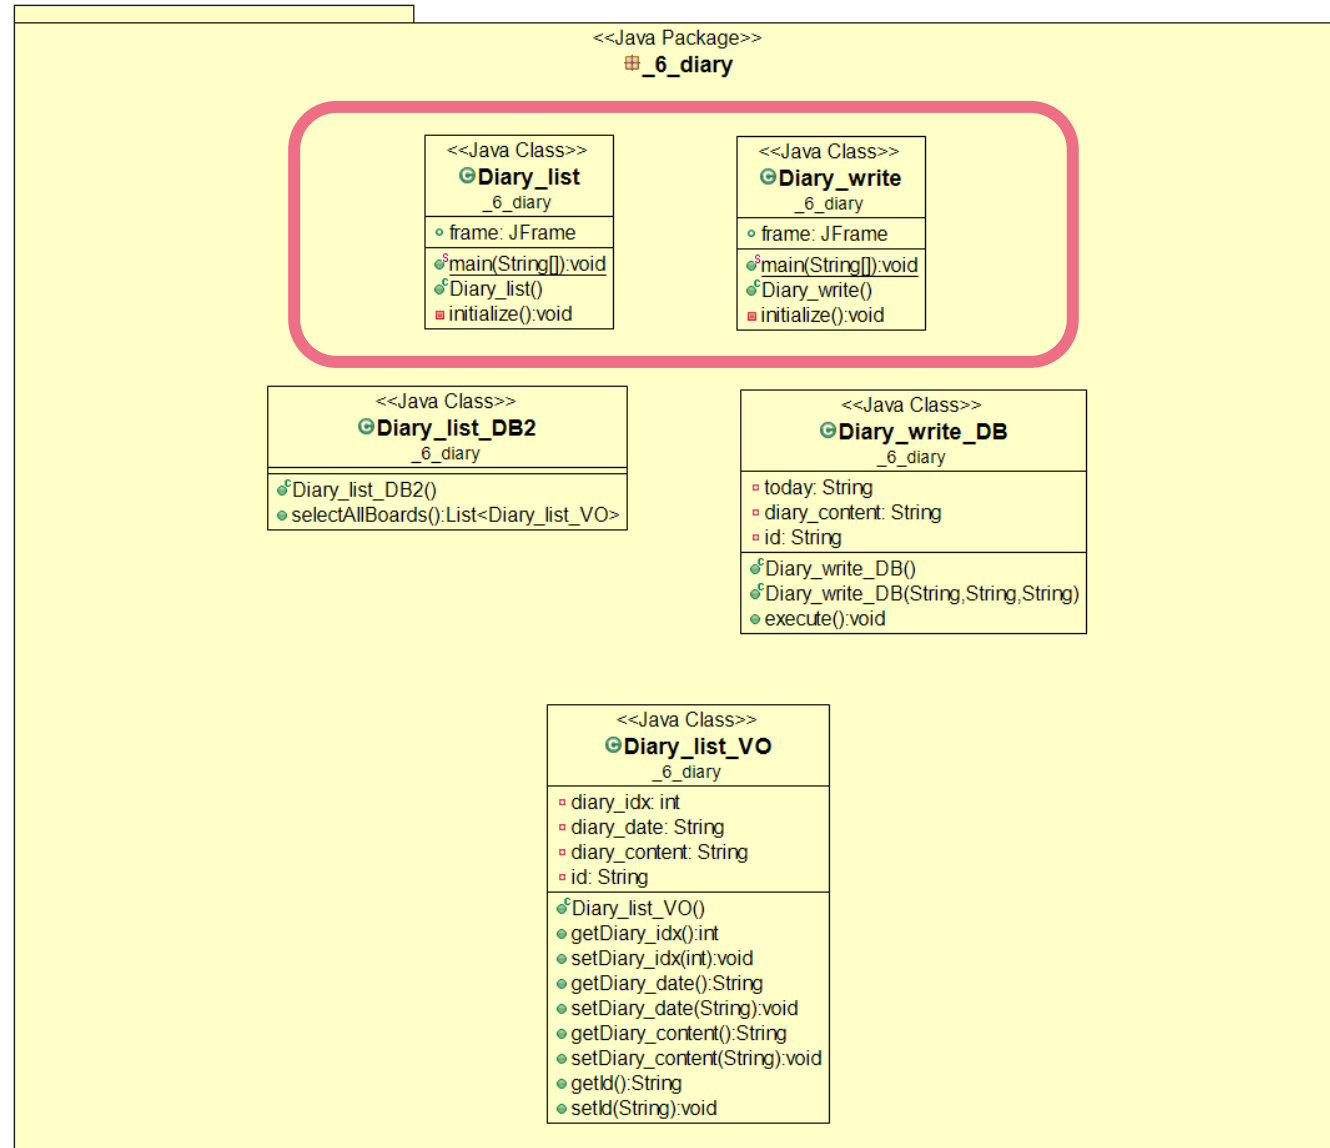 <<Java Package>>
_6_diary
<<Java Class>>
Diary_list
_6_diary
frame: JFrame
main(String[]):void
Diary_list()
initialize():void
<<Java Class>>
Diary_write
_6_diary
frame: JFrame
main(String[]):void
Diary_write()
initialize():void
<<Java Class>>
Diary_list_DB2
_6_diary
Diary_list_DB2()
selectAllBoards():List<Diary_list_VO>
<<Java Class>>
Diary_write_DB
_6_diary
today: String
diary_content: String
id: String
Diary_write_DB()
Diary_write_DB(String,String,String)
execute():void
<<Java Class>>
Diary_list_VO
_6_diary
diary_idx: int
diary_date: String
diary_content: String
id: String
Diary_list_VO()
getDiary_idx():int
setDiary_idx(int):void
getDiary_date():String
setDiary_date(String):void
getDiary_content():String
setDiary_content(String):void
getId():String
setId(String):void